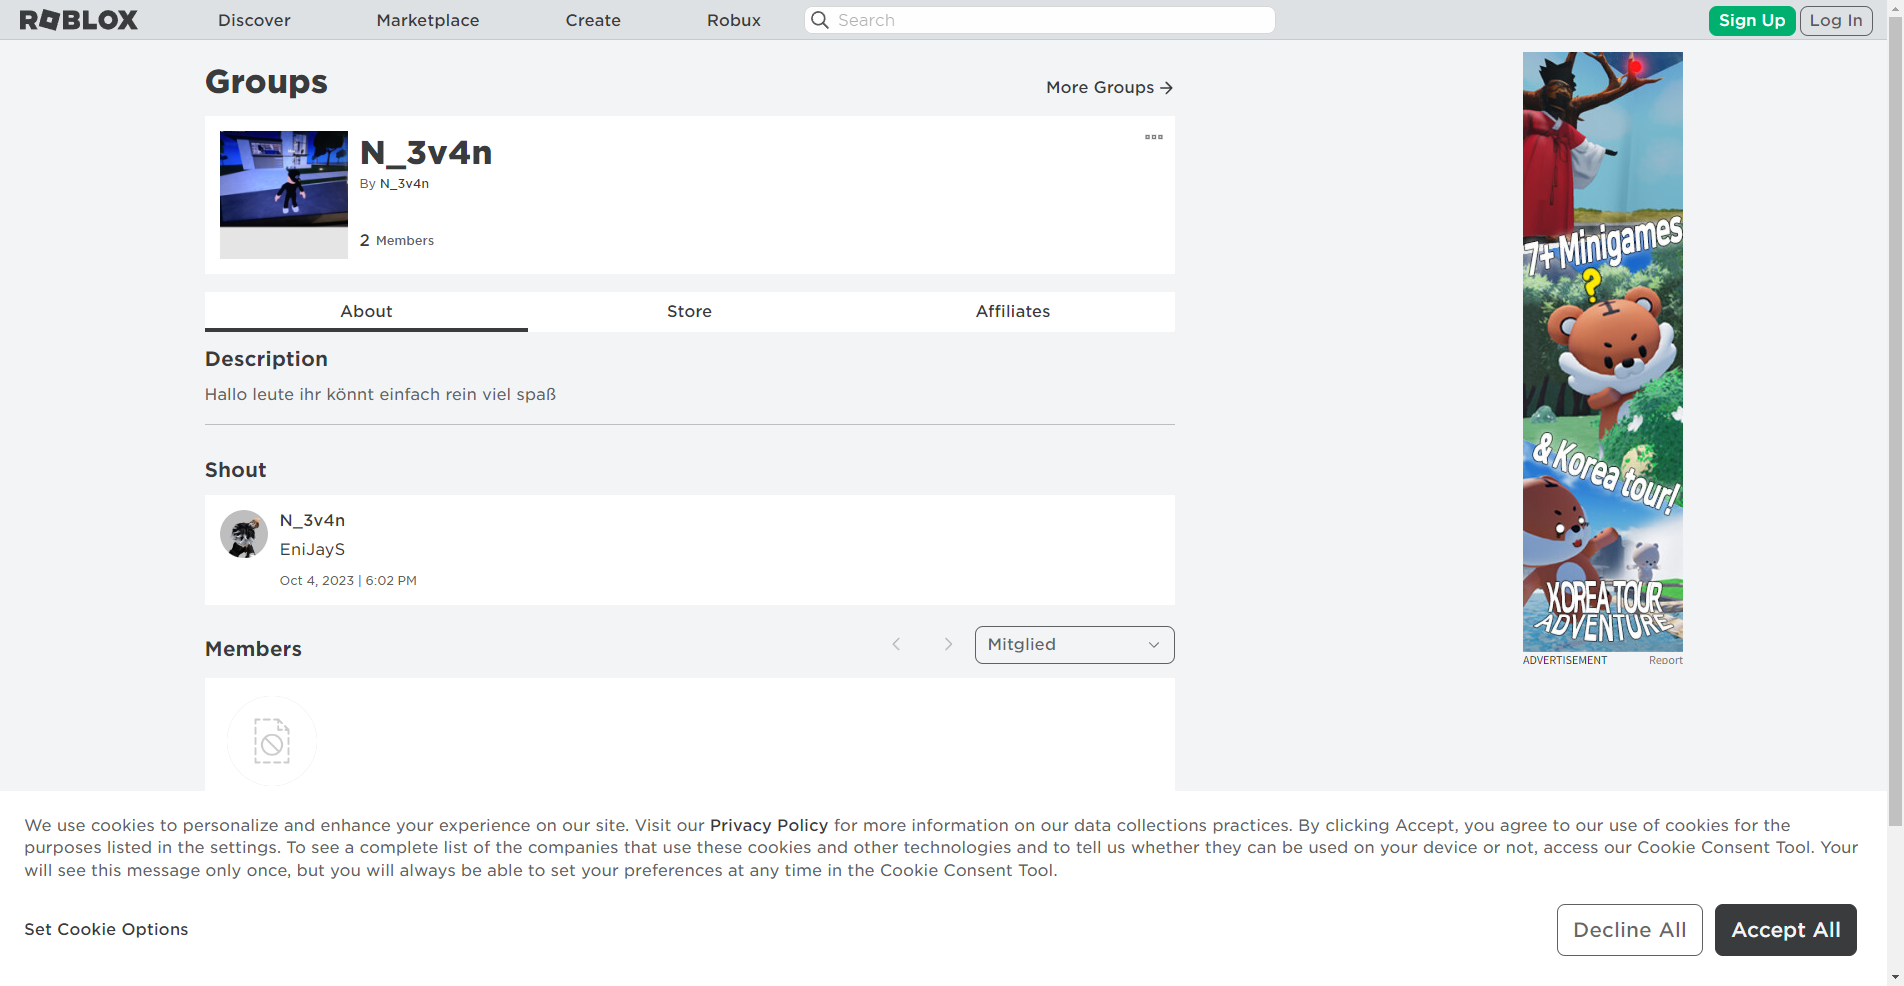 ROBLOX
Discover
Marketplace
Create
Robux
Search
Sign Up
Log In
Groups
More Groups
N_3v4n
By N_3v4n
2 Members
About
Store
Affiliates
Description
Hallo leute ihr könnt einfach rein viel spaß
Shout
N_3v4n
EniJayS
Oct 4, 2023 | 6:02 PM
Members
Mitglied
7+ Minigames
?
& Korea tour!
KOREA TOUR
ADVENTURE
ADVERTISEMENT
Report
We use cookies to personalize and enhance your experience on our site. Visit our Privacy Policy for more information on our data collections practices. By clicking Accept, you agree to our use of cookies for the
purposes listed in the settings. To see a complete list of the companies that use these cookies and other technologies and to tell us whether they can be used on your device or not, access our Cookie Consent Tool. Your
will see this message only once, but you will always be able to set your preferences at any time in the Cookie Consent Tool.
Set Cookie Options
Decline All
Accept All